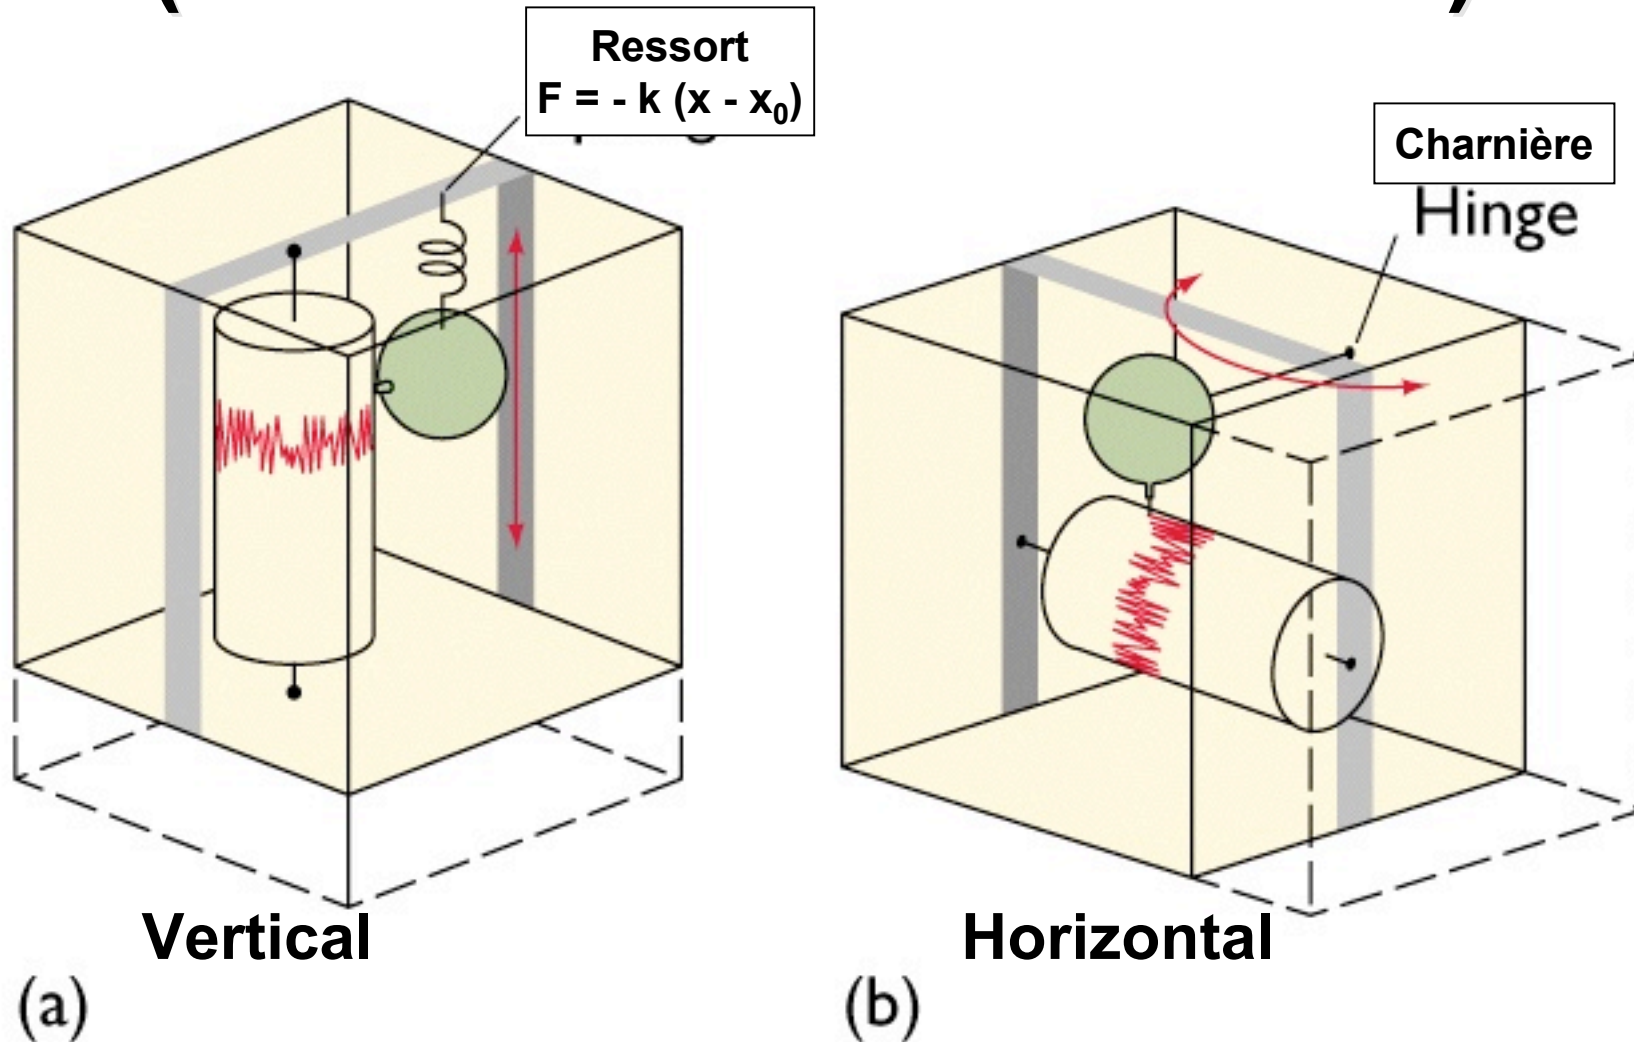 Ressort
F = - k (x - x₀)
Charnière
Hinge
Vertical
Horizontal
(a)
(b)